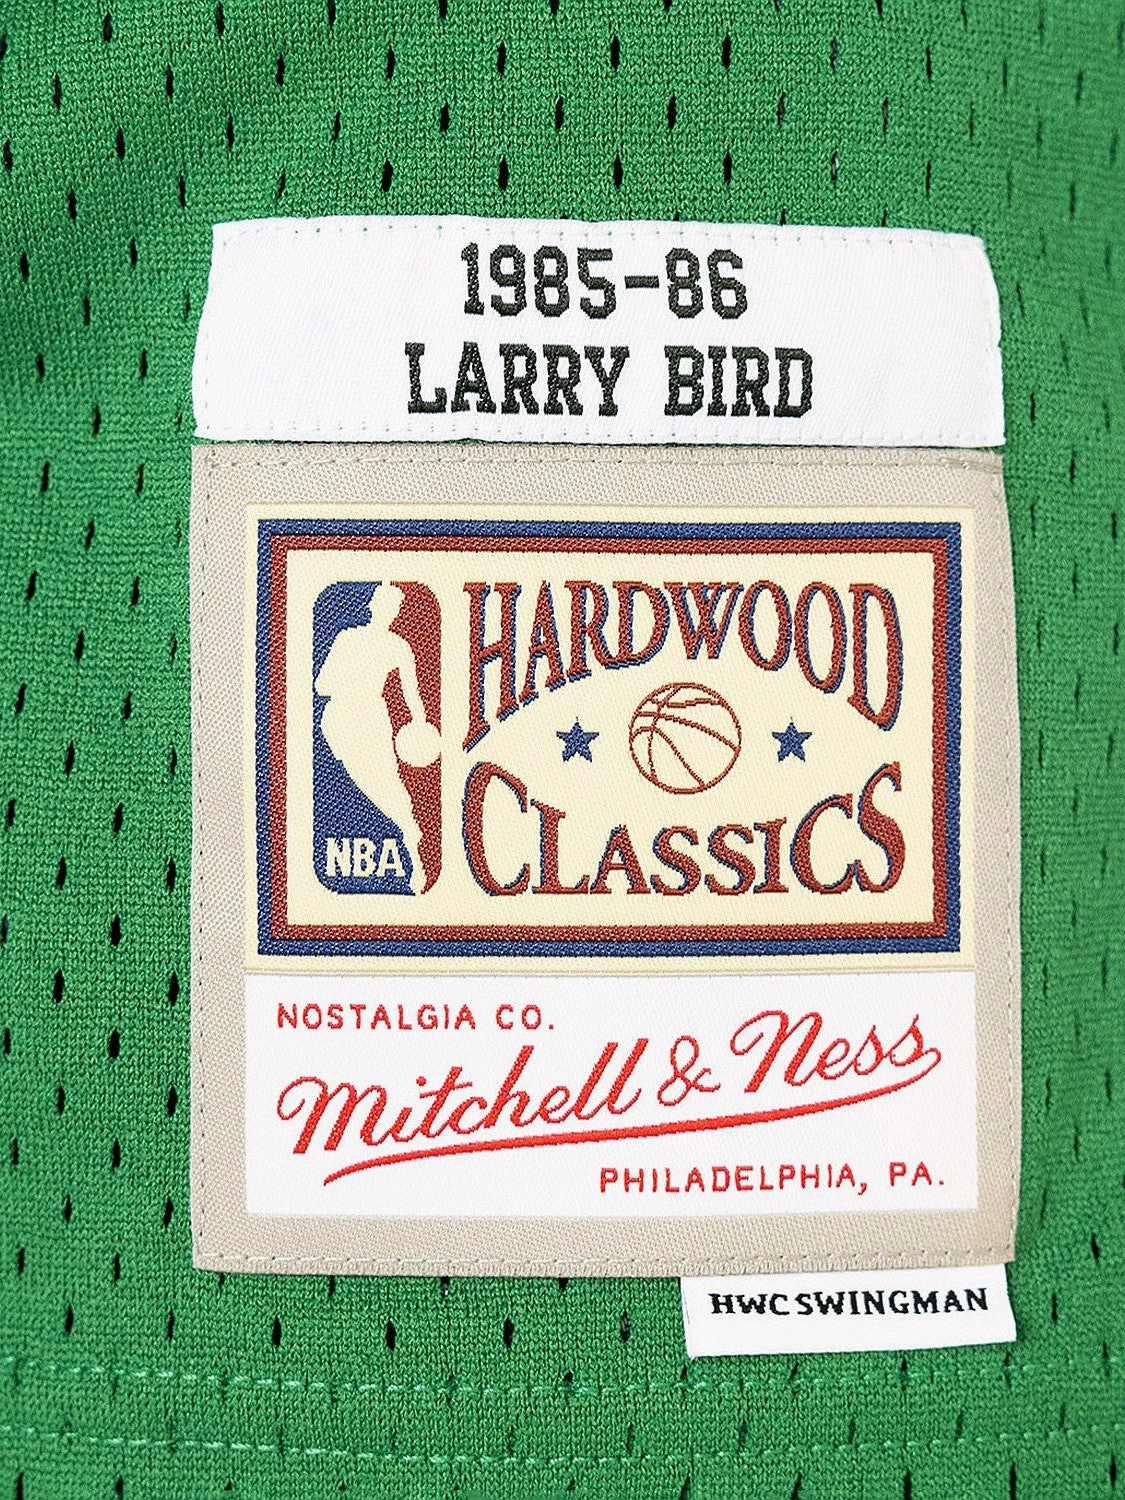 1985-86
LARRY BIRD
HARDWOOD
CLASSICS
NBA
NOSTALGIA CO.
Mitchell & Ness
PHILADELPHIA, PA.
HWC SWINGMAN